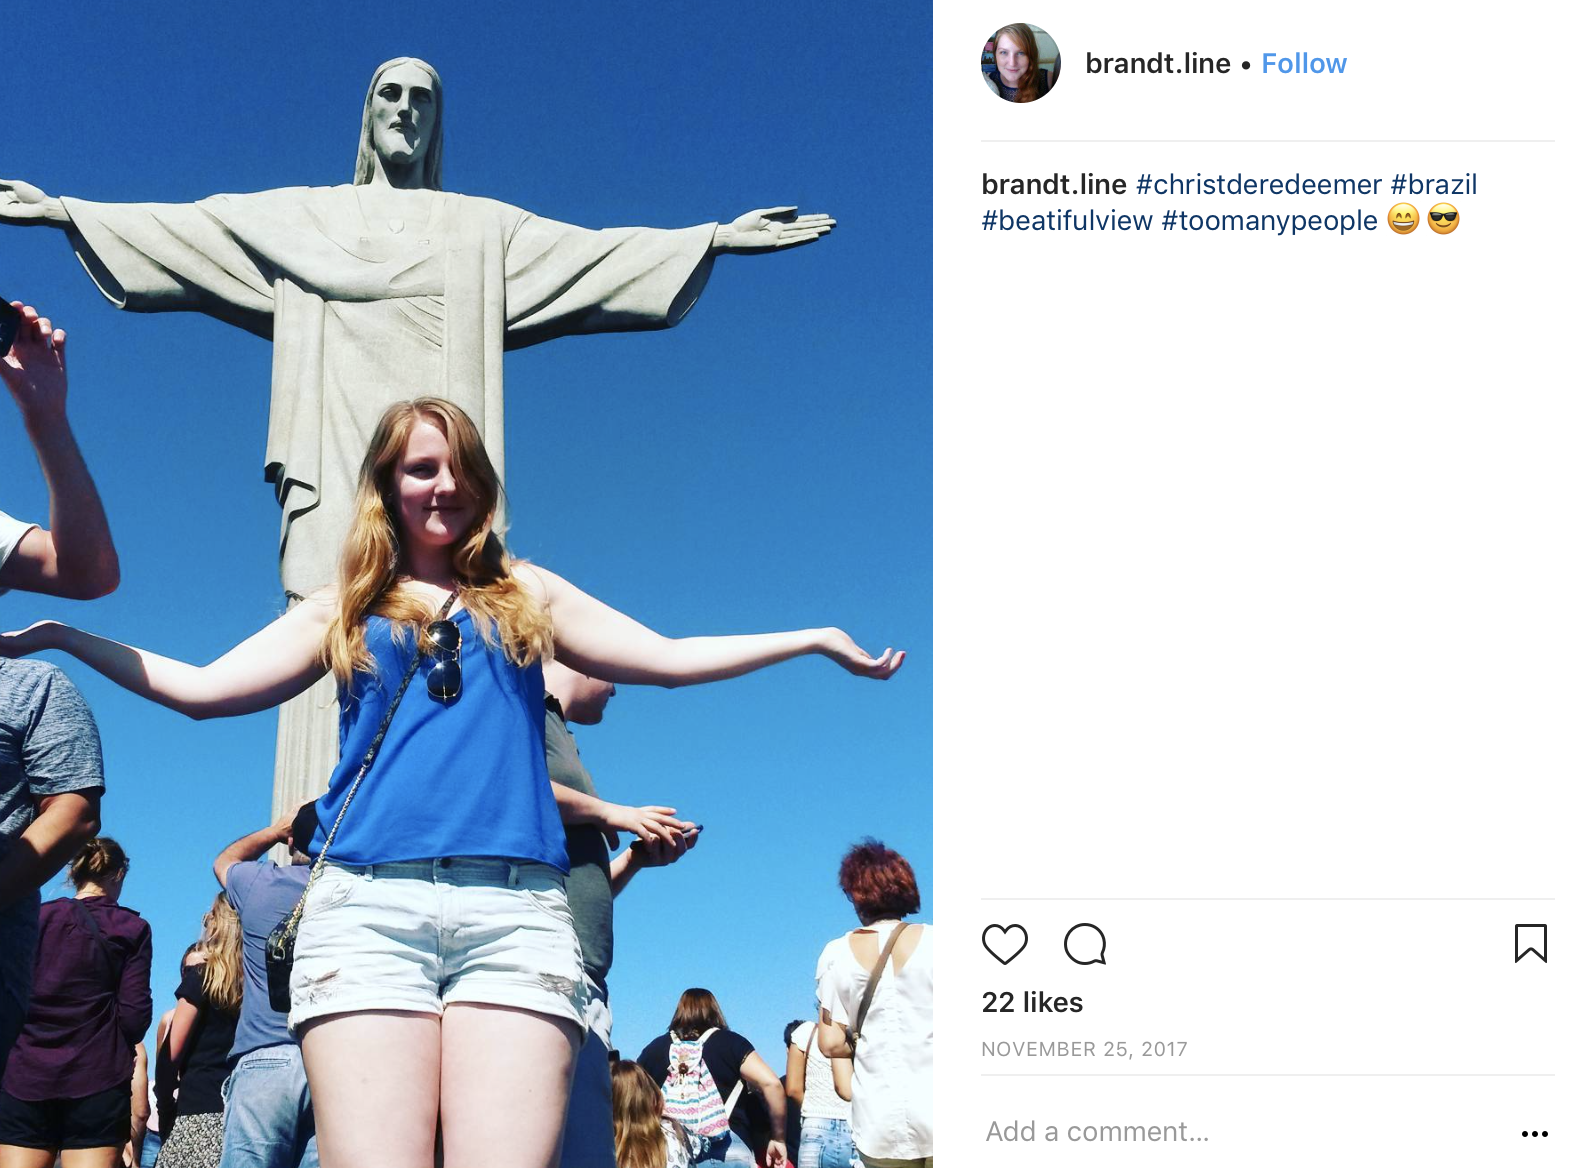 brandt.line • Follow
brandt.line #christderedeemer #brazil
#beatifulview #toomanypeople 😄 😎
22 likes
NOVEMBER 25, 2017
Add a comment...